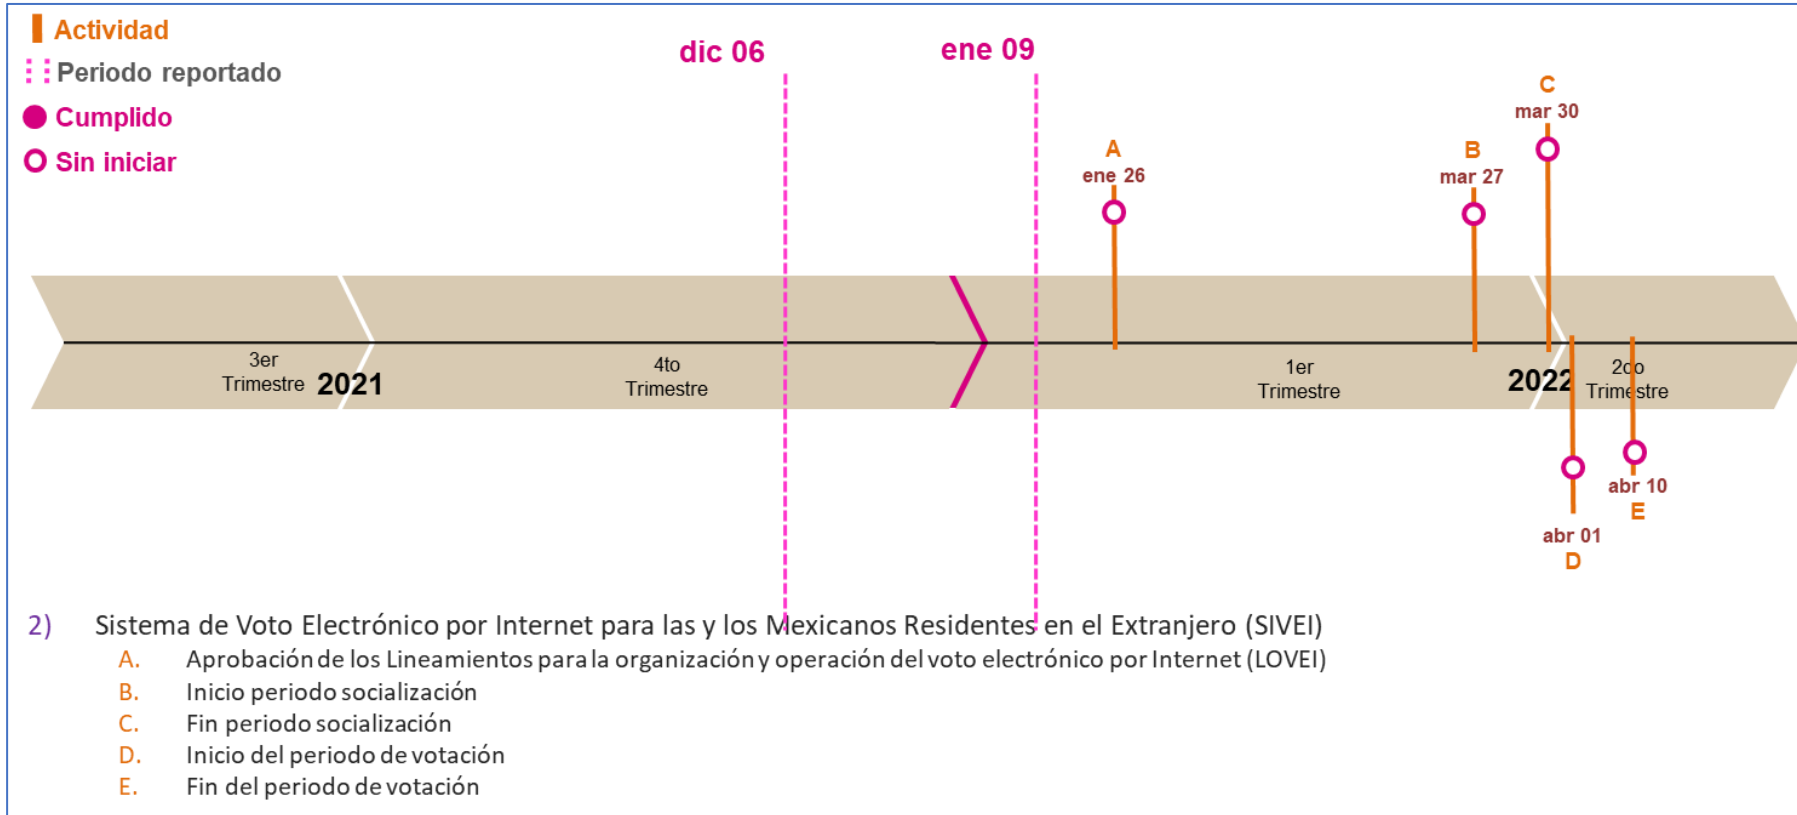 Actividad
Periodo reportado
Cumplido
Sin iniciar
dic 06
ene 09
A
ene 26
B
mar 27
C
mar 30
3er
Trimestre
2021
4to
Trimestre
1er
Trimestre
2022
2do
Trimestre
abr 01
D
abr 10
E
2) Sistema de Voto Electrónico por Internet para las y los Mexicanos Residentes en el Extranjero (SIVEI)
A. Aprobación de los Lineamientos para la organización y operación del voto electrónico por Internet (LOVEI)
B. Inicio periodo socialización
C. Fin periodo socialización
D. Inicio del periodo de votación
E. Fin del periodo de votación